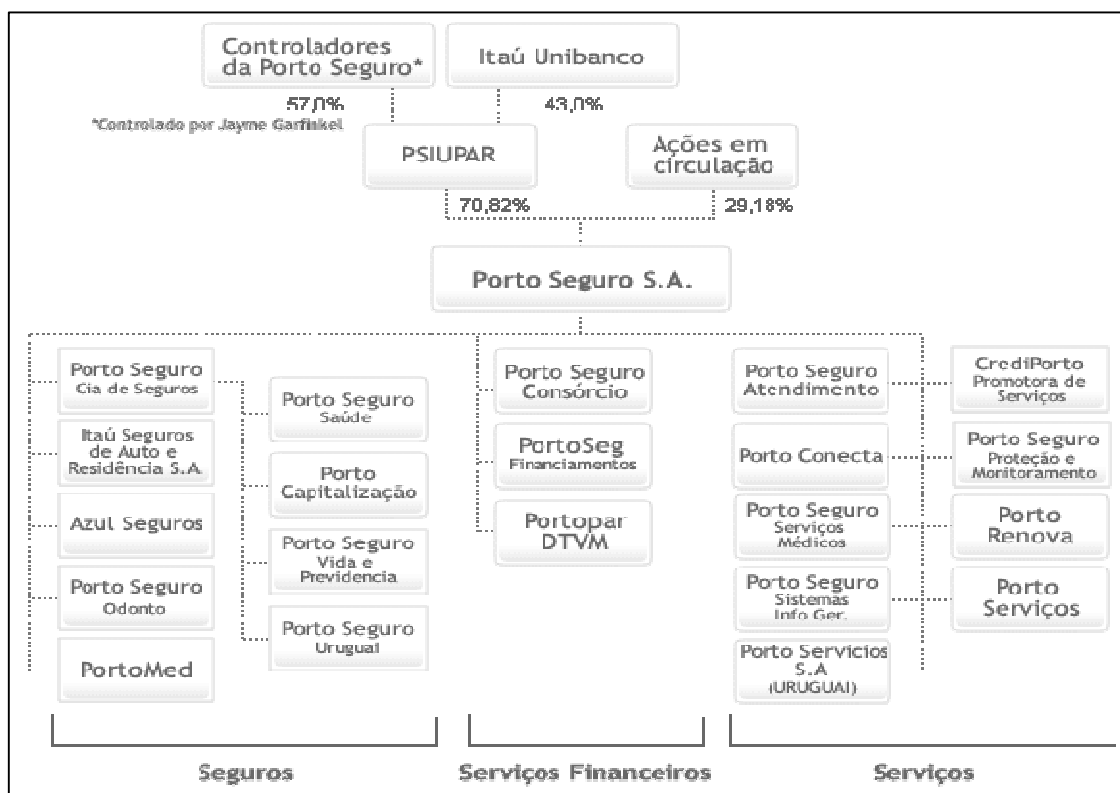 Controladores
da Porto Seguro*
Itaú Unibanco
57,0%
43,0%
*Controlado por Jayme Garfinkel
PSIUPAR
Ações em
circulação
70,82%
29,18%
Porto Seguro S.A.
Porto Seguro
Cia de Seguros
Itaú Seguros
de Auto e
Residência S.A.
Azul Seguros
Porto Seguro
Odonto
PortoMed
Porto Seguro
Saúde
Porto
Capitalização
Porto Seguro
Vida e
Previdencia
Porto Seguro
Uruguai
Porto Seguro
Consórcio
PortoSeg
Financiamentos
Portopar
DTVM
Porto Seguro
Atendimento
Porto Conecta
Porto Seguro
Serviços
Médicos
Porto Seguro
Sistemas
Info Ger.
Porto Servicios
S.A
(URUGUAI)
CrediPorto
Promotora de
Serviços
Porto Seguro
Proteção e
Monitoramento
Porto
Renova
Porto
Serviços
Seguros
Serviços Financeiros
Serviços